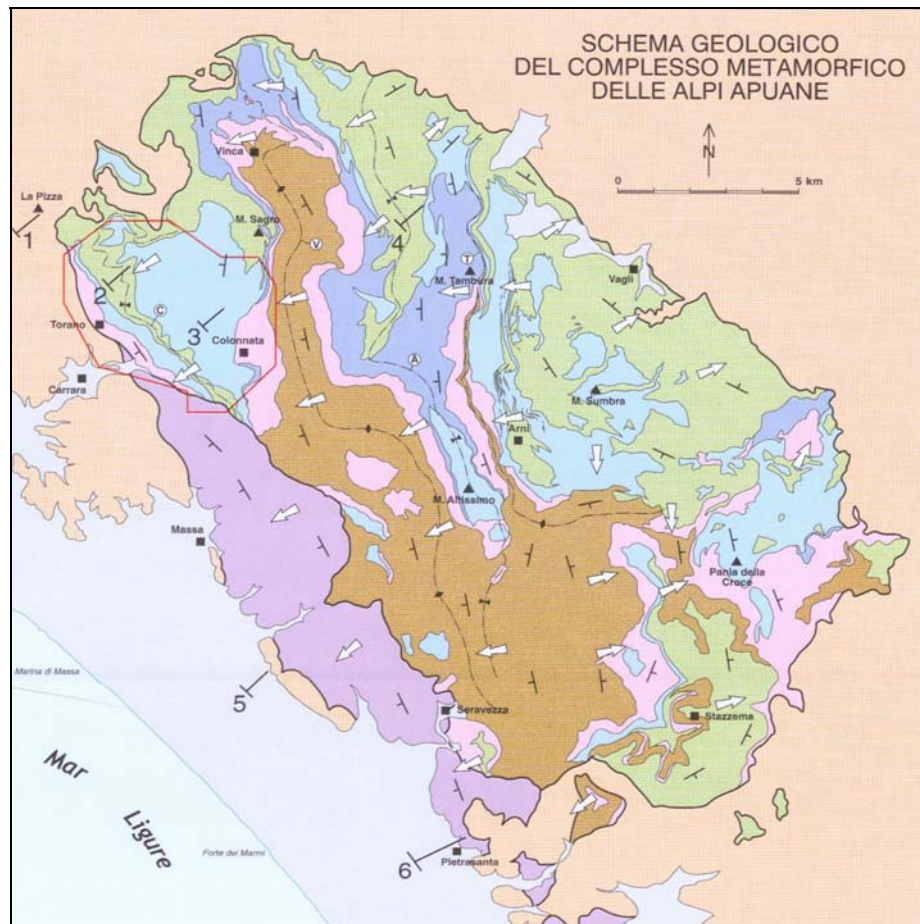 SCHEMA GEOLOGICO
DEL COMPLESSO METAMORFICO
DELLE ALPI APUANE
N
0 5 km
Vinca
La Pizza
1
M. Sagro
V
4
T
M. Tambura
Vagli
2
C
3
Torano
Colonnata
A
Carrara
M. Sumbra
Arni
M. Altissimo
Massa
Pania della
Croce
Marina di Massa
5
Seravezza
Stazzema
Mar
Ligure
Forte dei Marmi
6
Pietrasanta